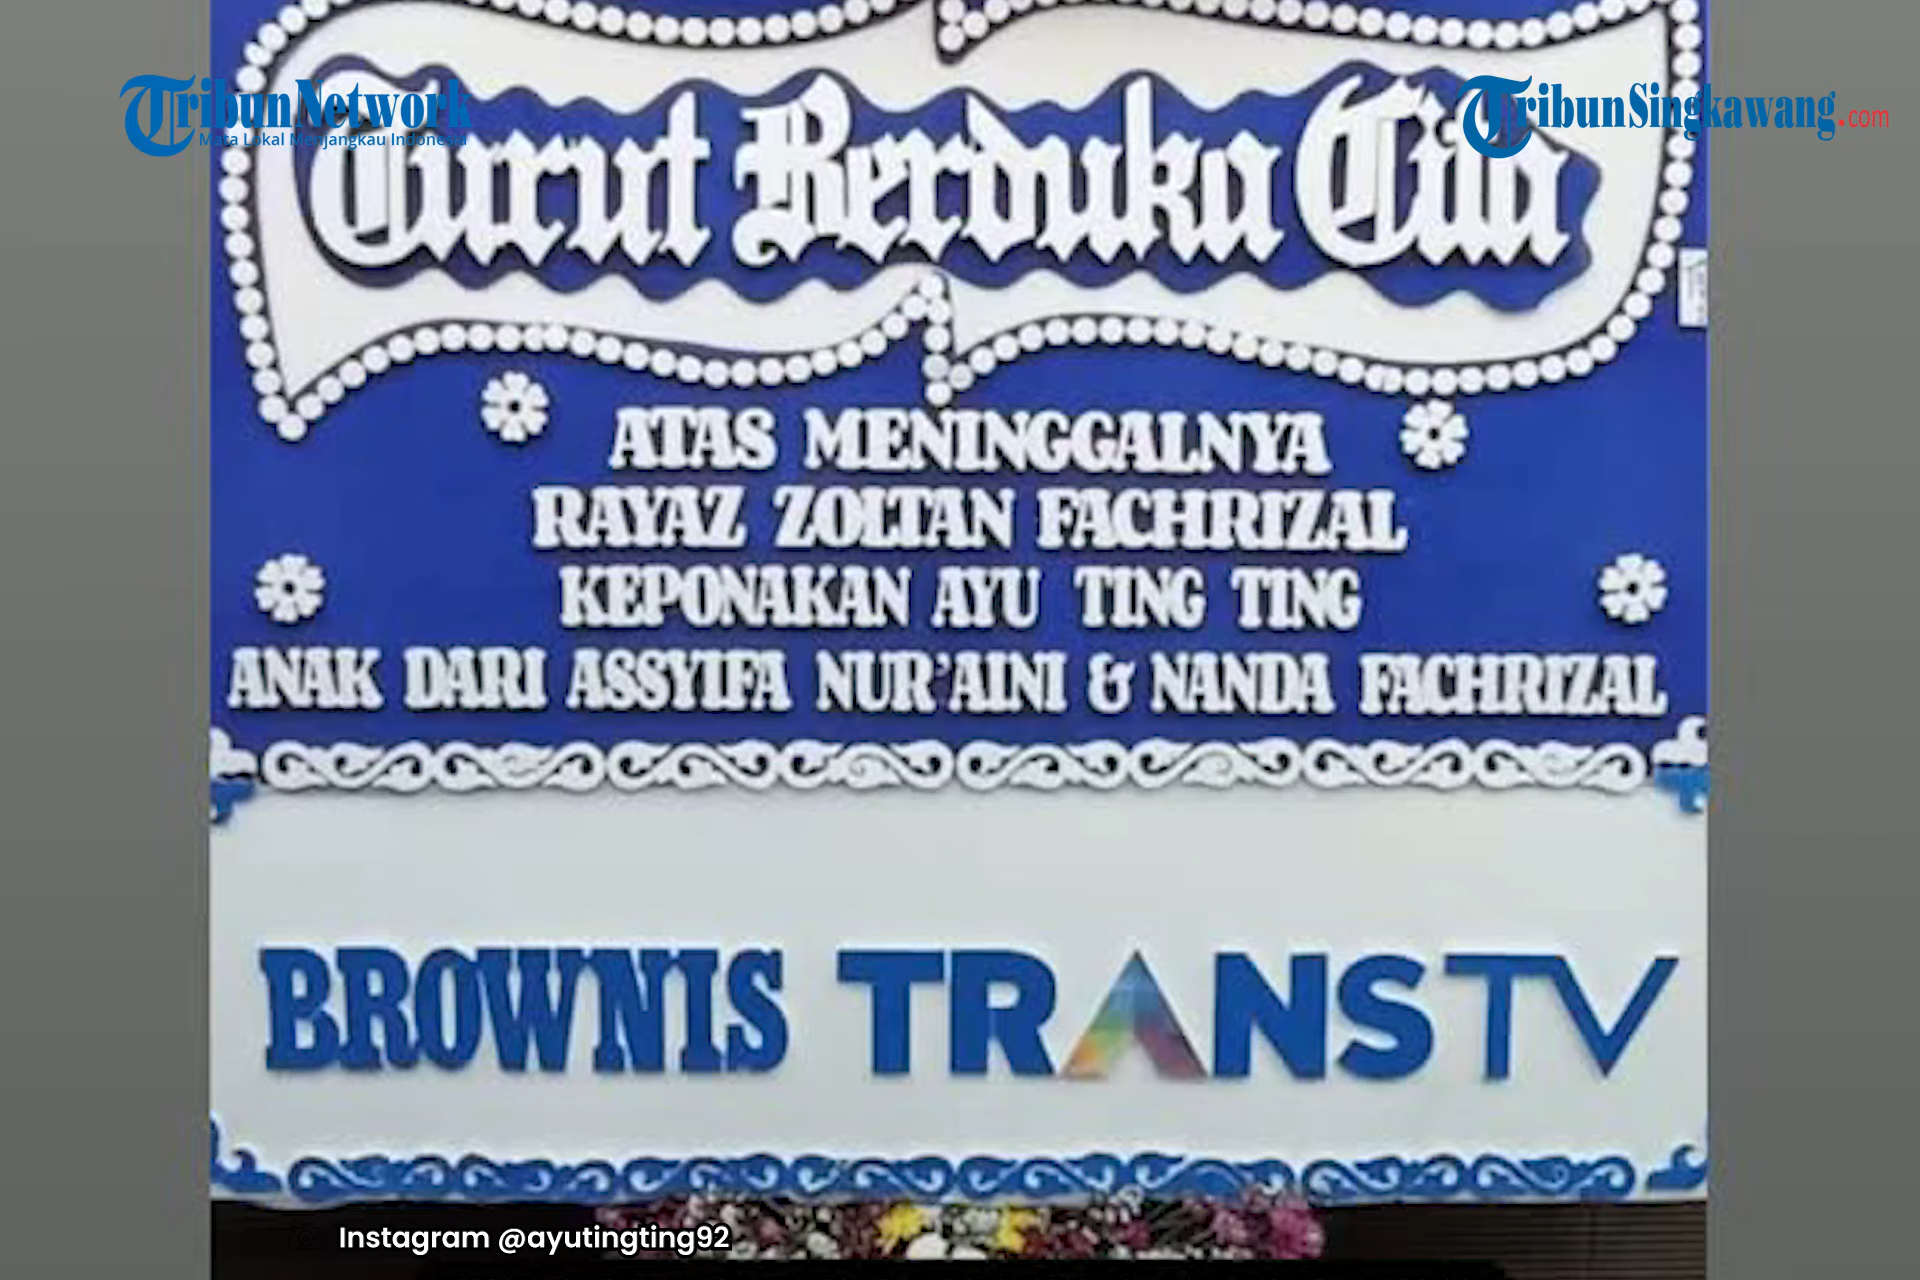 TribunNetwork
Mata Lokal Menjangkau Indonesia
TribunSingkawang.com
Turut Berduka Cita
ATAS MENINGGALNYA
RAYAZ ZOLTAN FACHRIZAL
KEPONAKAN AYU TING TING
ANAK DARI ASSYIFA NUR'AINI & NANDA FACHRIZAL
BROWNIS TRANSTV
Instagram @ayutingting92